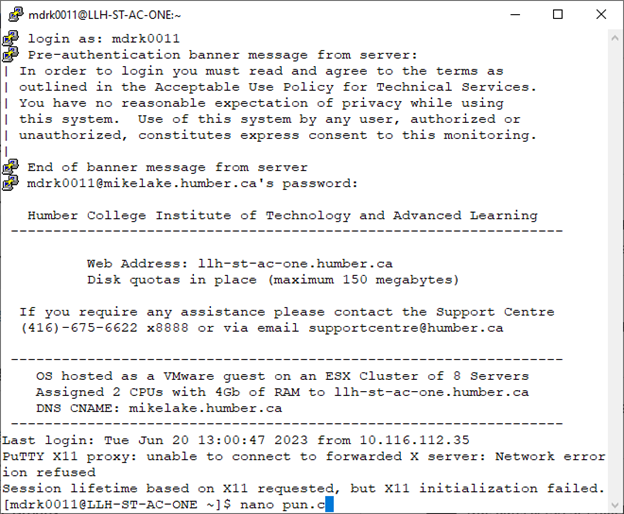 mdrk0011@LLH-ST-AC-ONE:~
login as: mdrk0011
Pre-authentication banner message from server:
| In order to login you must read and agree to the terms as
| outlined in the Acceptable Use Policy for Technical Services.
| You have no reasonable expectation of privacy while using
| this system.  Use of this system by any user, authorized or
| unauthorized, constitutes express consent to this monitoring.
|
End of banner message from server
mdrk0011@mikelake.humber.ca's password:
Humber College Institute of Technology and Advanced Learning
------------------------------------------------------------------
Web Address: llh-st-ac-one.humber.ca
Disk quotas in place (maximum 150 megabytes)
If you require any assistance please contact the Support Centre
(416)-675-6622 x8888 or via email supportcentre@humber.ca
------------------------------------------------------------------
OS hosted as a VMware guest on an ESX Cluster of 8 Servers
Assigned 2 CPUs with 4Gb of RAM to llh-st-ac-one.humber.ca
DNS CNAME: mikelake.humber.ca
------------------------------------------------------------------
Last login: Tue Jun 20 13:00:47 2023 from 10.116.112.35
PuTTY X11 proxy: unable to connect to forwarded X server: Network error
ion refused
Session lifetime based on X11 requested, but X11 initialization failed.
[mdrk0011@LLH-ST-AC-ONE ~]$ nano pun.c